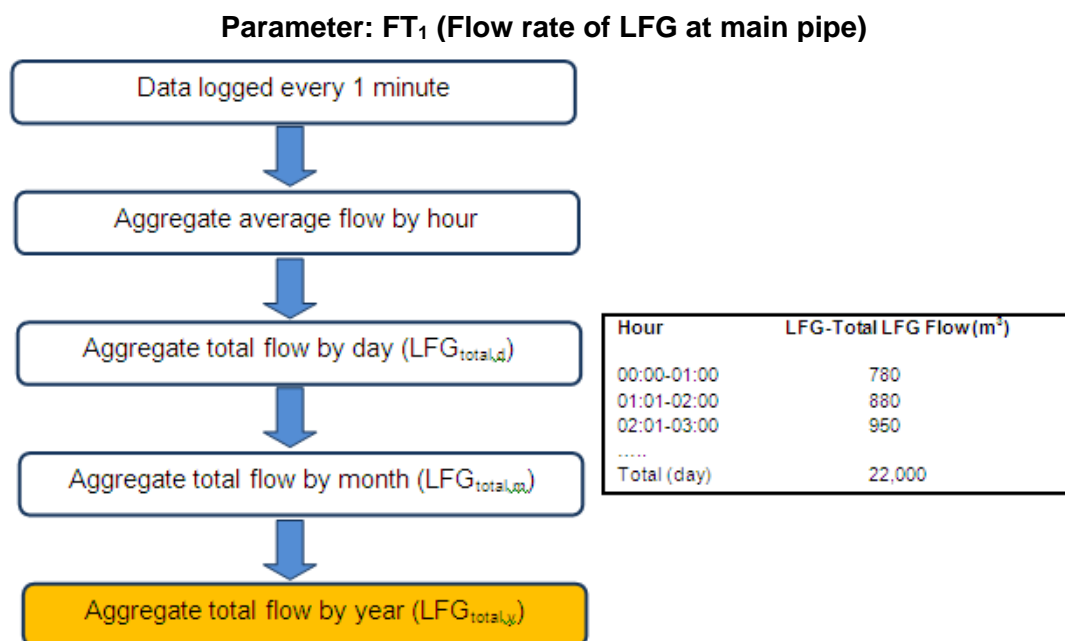 Parameter: FT₁ (Flow rate of LFG at main pipe)
Data logged every 1 minute
Aggregate average flow by hour
Aggregate total flow by day (LFGtotal,d)
Aggregate total flow by month (LFGtotal,m)
Aggregate total flow by year (LFGtotal,y)
Hour LFG-Total LFG Flow (m³)
00:00-01:00 780
01:01-02:00 880
02:01-03:00 950
.....
Total (day) 22,000